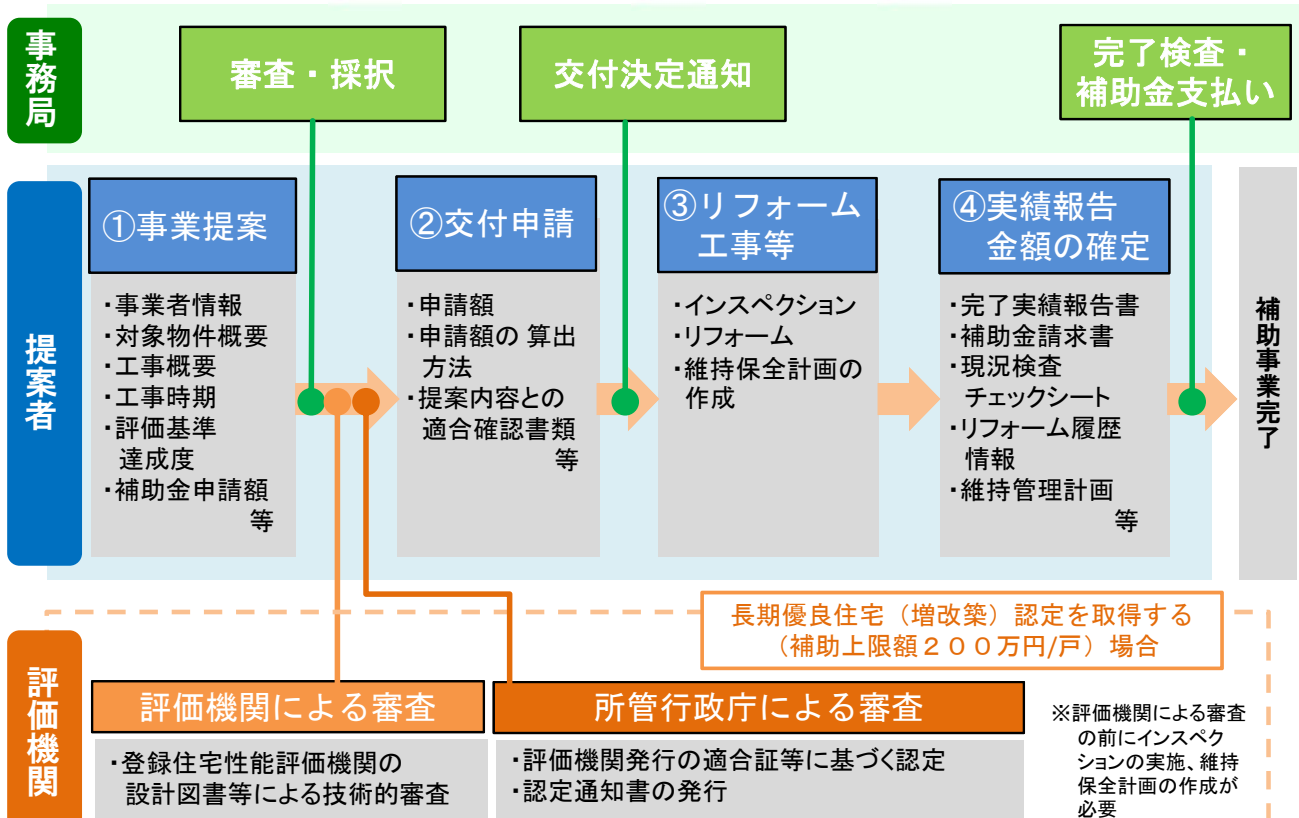 事務局
審査・採択
交付決定通知
完了検査・
補助金支払い
提案者
①事業提案
・事業者情報
・対象物件概要
・工事概要
・工事時期
・評価基準
達成度
・補助金申請額
等
②交付申請
・申請額
・申請額の 算出
方法
・提案内容との
適合確認書類
等
③リフォーム
工事等
・インスペクション
・リフォーム
・維持保全計画の
作成
④実績報告
金額の確定
・完了実績報告書
・補助金請求書
・現況検査
チェックシート
・リフォーム履歴
情報
・維持管理計画
等
補助事業完了
長期優良住宅（増改築）認定を取得する
（補助上限額２００万円/戸）場合
評価機関
評価機関による審査
・登録住宅性能評価機関の
設計図書等による技術的審査
所管行政庁による審査
・評価機関発行の適合証等に基づく認定
・認定通知書の発行
※評価機関による審査
の前にインスペク
ションの実施、維持
保全計画の作成が
必要